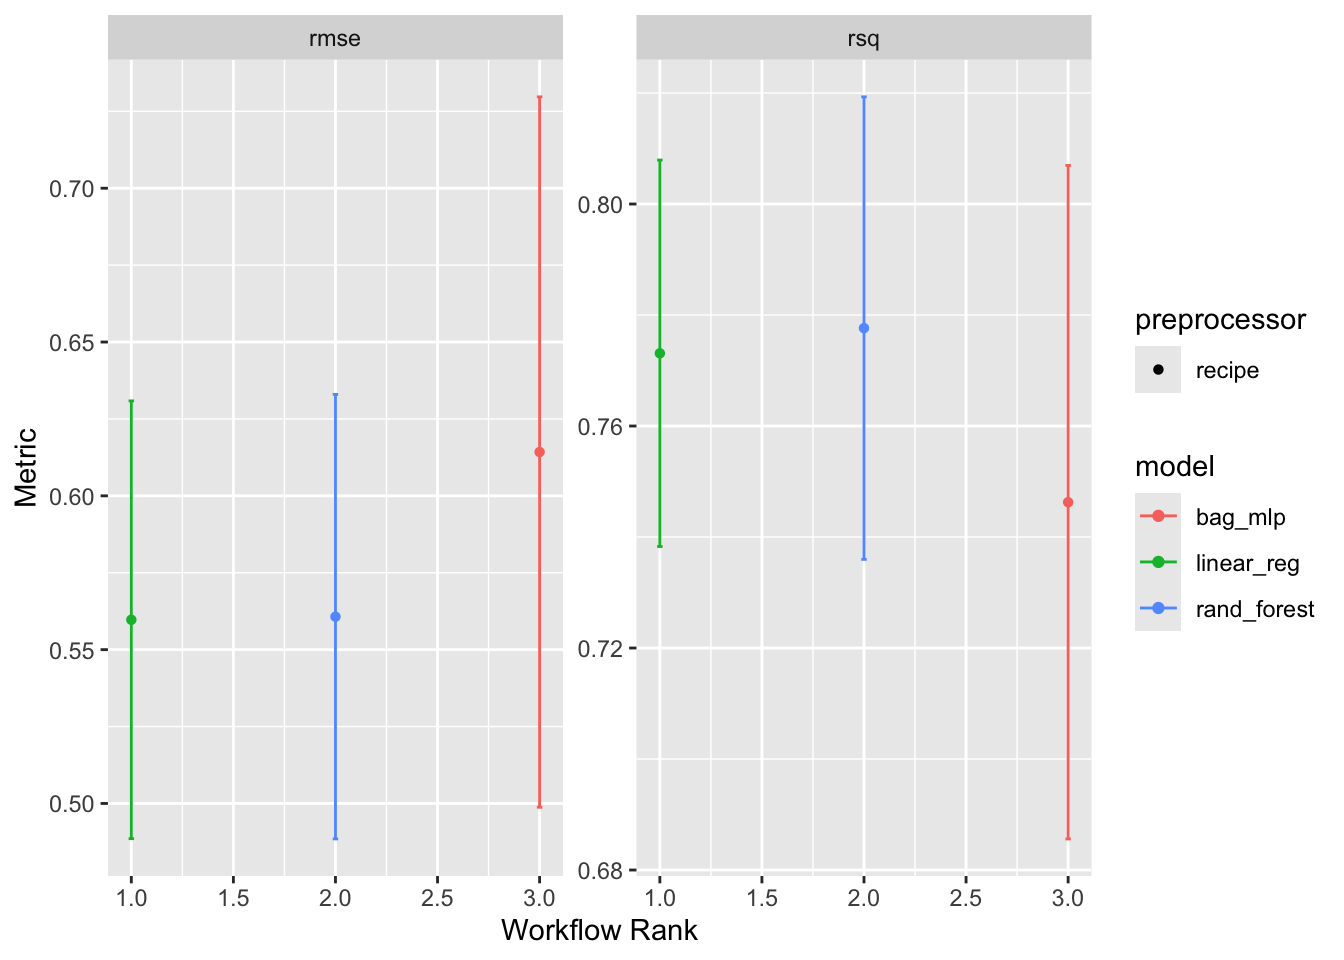 rmse
rsq
Metric
0.70
0.65
0.60
0.55
0.50
1.0 1.5 2.0 2.5 3.0
0.80
0.76
0.72
0.68
1.0 1.5 2.0 2.5 3.0
Workflow Rank
preprocessor
recipe
model
bag_mlp
linear_reg
rand_forest